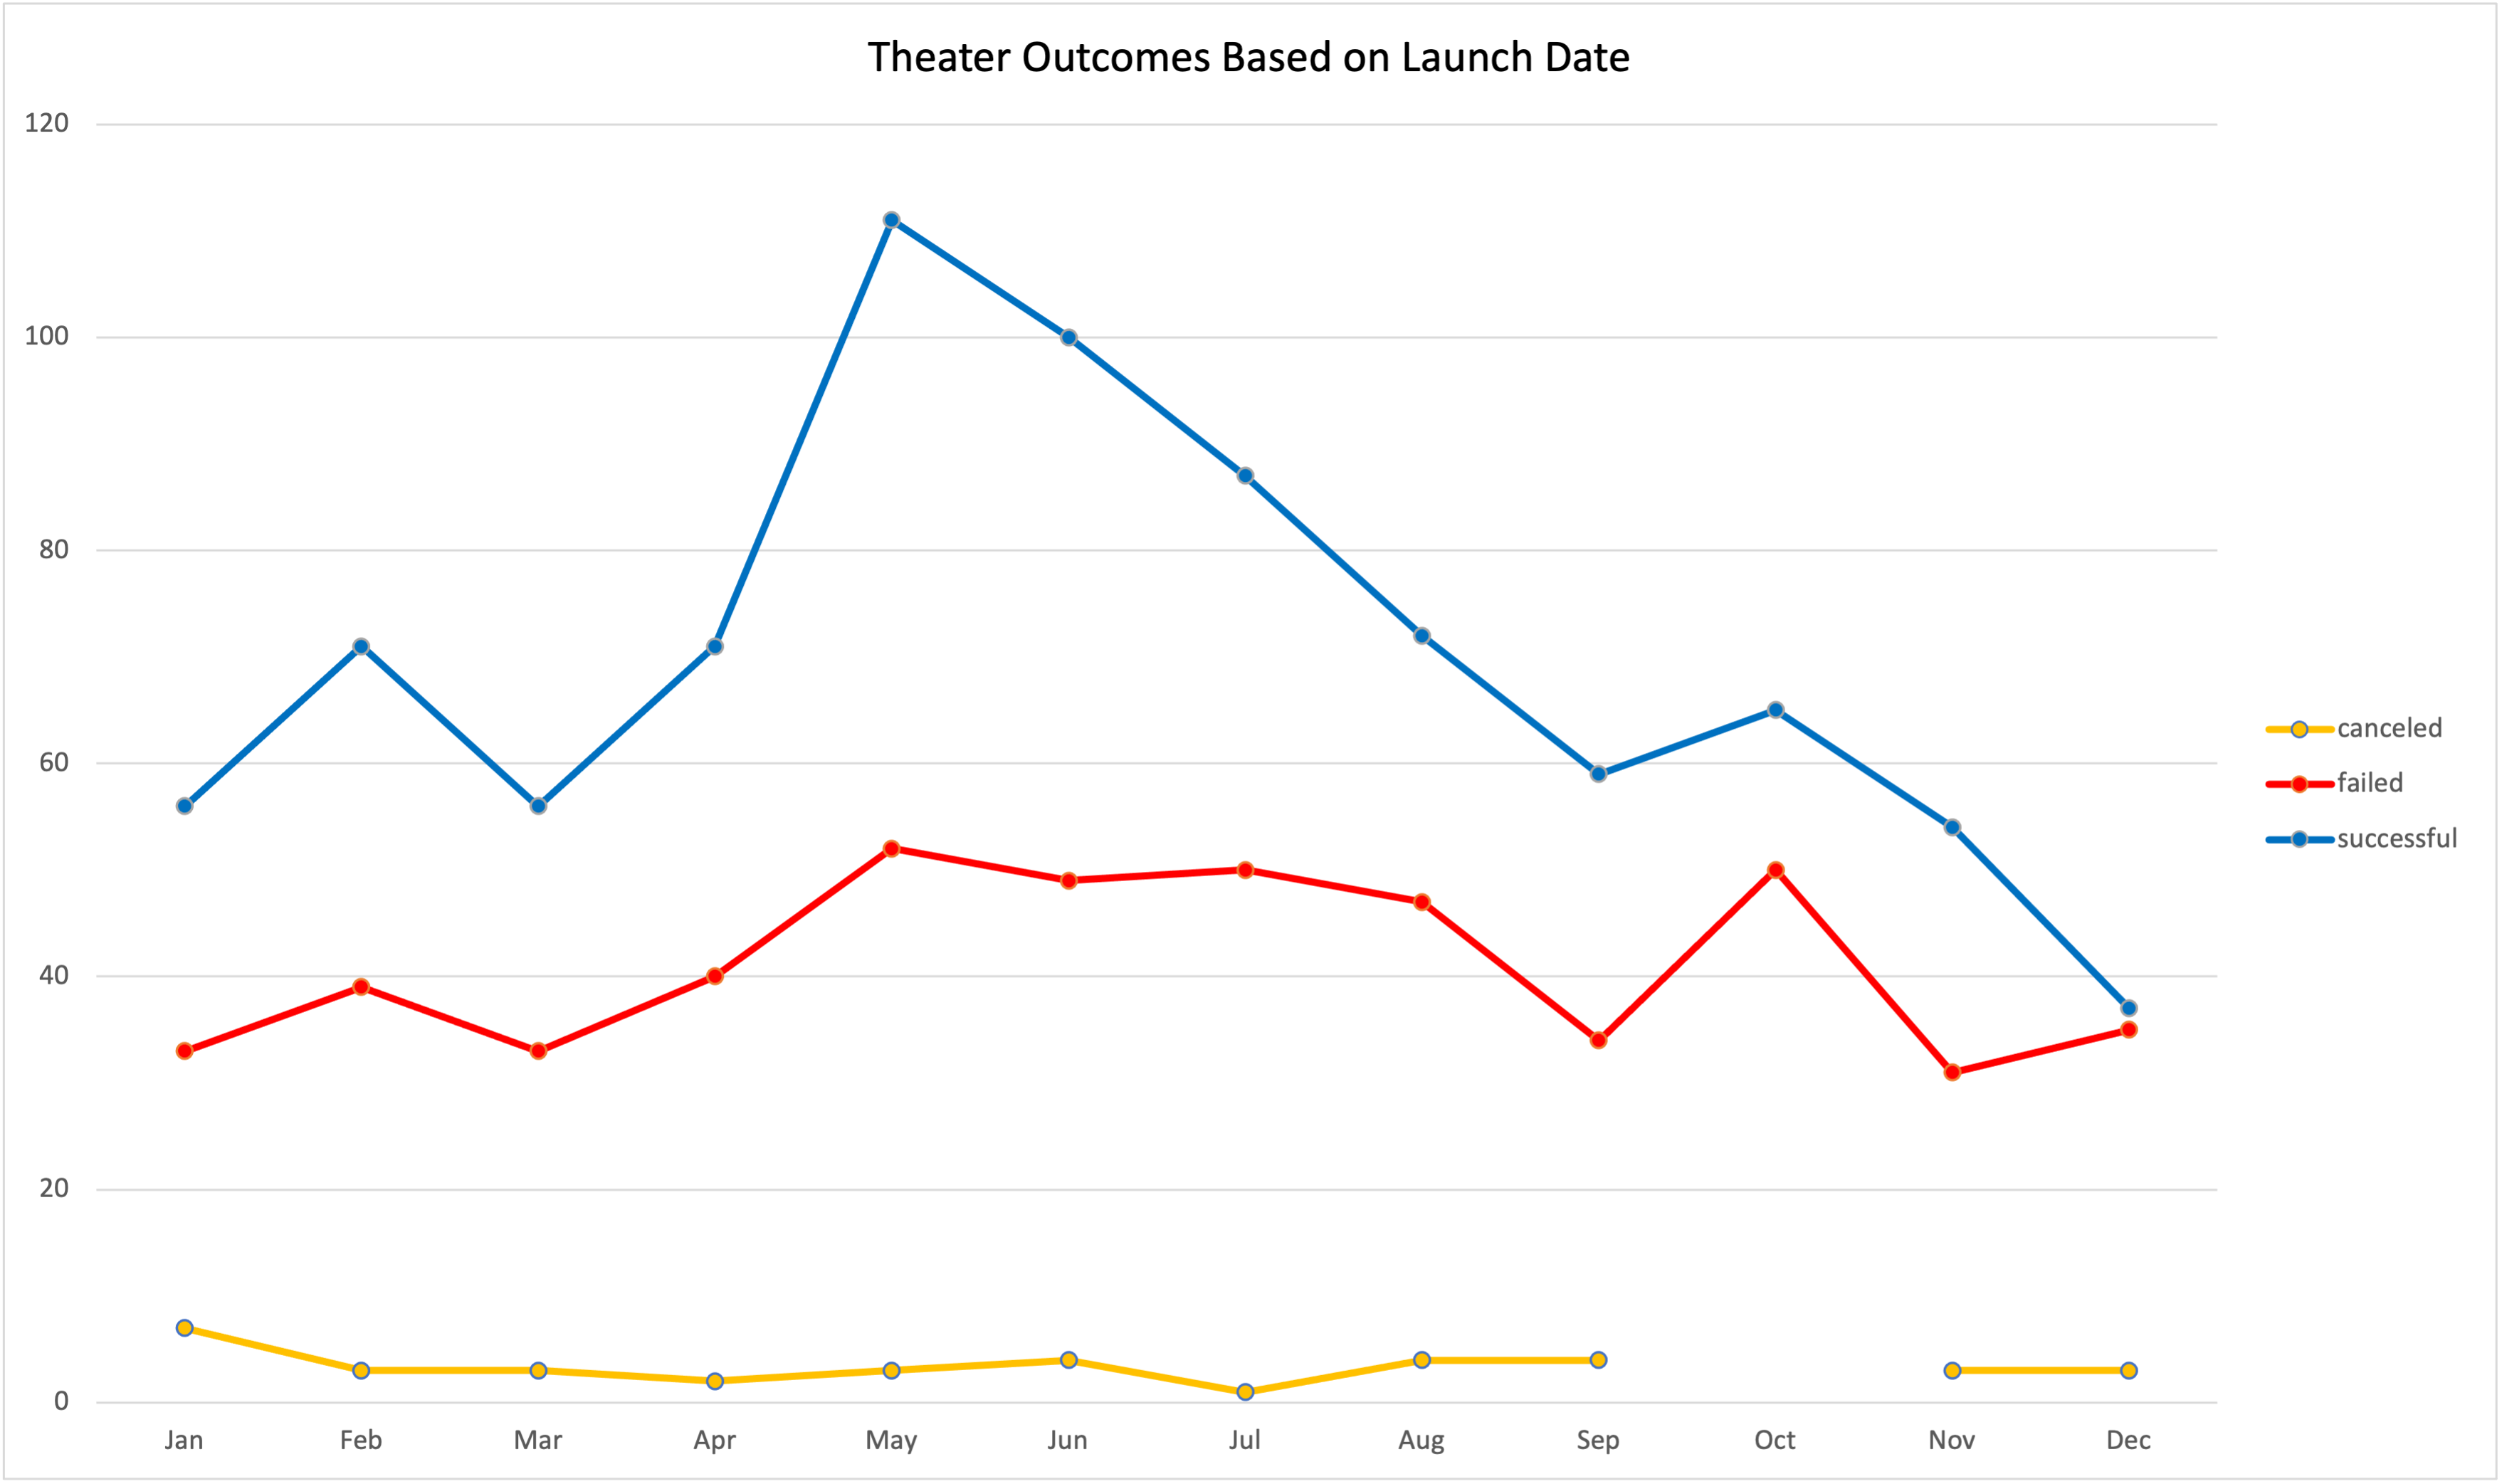 Theater Outcomes Based on Launch Date
120
100
80
60
40
20
0
Jan Feb Mar Apr May Jun Jul Aug Sep Oct Nov Dec
canceled
failed
successful